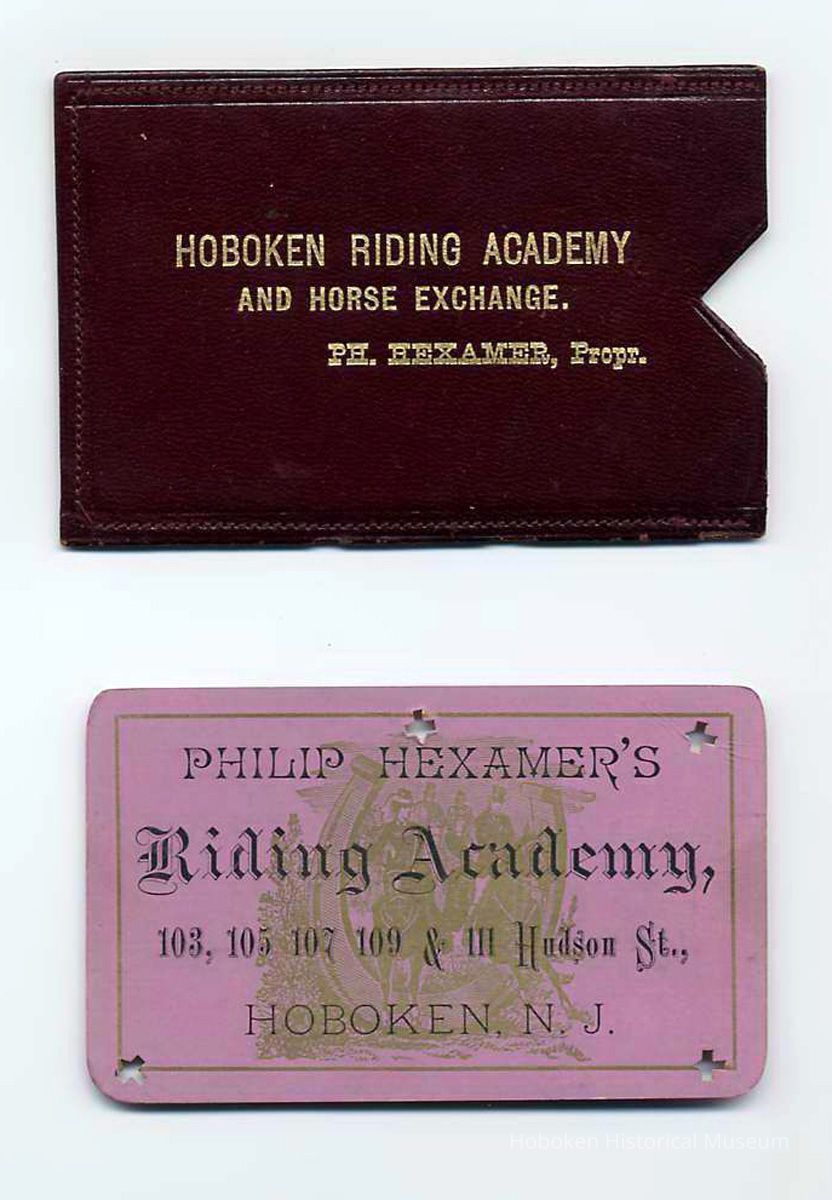 HOBOKEN RIDING ACADEMY
AND HORSE EXCHANGE.
PH. HEXAMER, Propr.
PHILIP HEXAMER'S
Riding Academy,
103, 105 107 109 & 111 Hudson St.,
HOBOKEN, N. J.
Hoboken Historical Museum